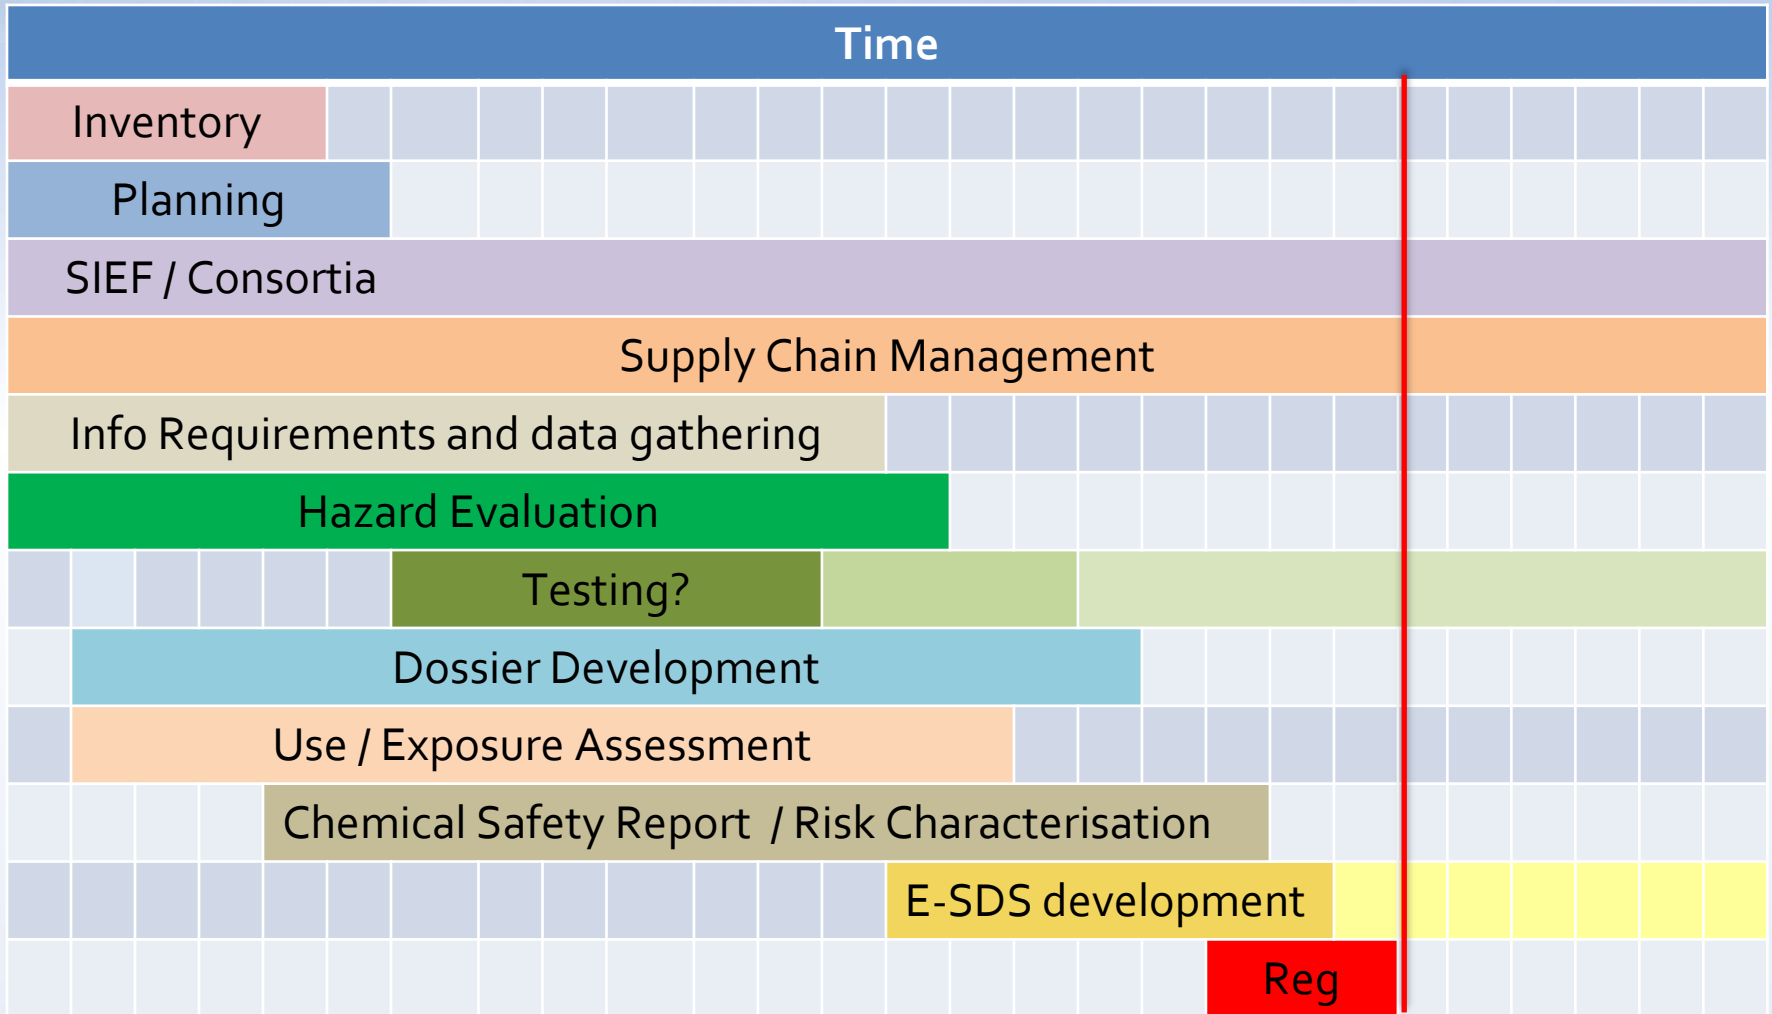 Time
Inventory
Planning
SIEF / Consortia
Supply Chain Management
Info Requirements and data gathering
Hazard Evaluation
Testing?
Dossier Development
Use / Exposure Assessment
Chemical Safety Report / Risk Characterisation
E-SDS development
Reg